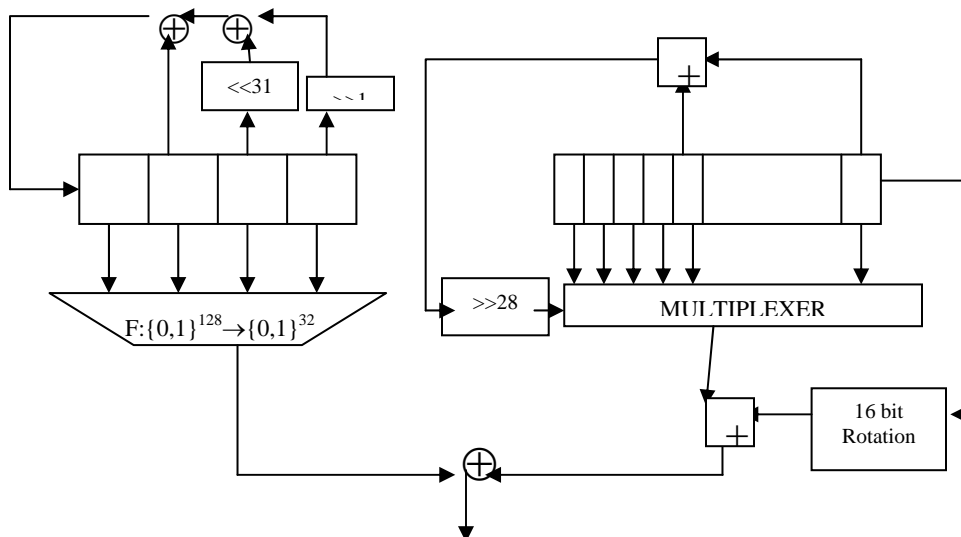 <<31
>>28
MULTIPLEXER
F:{0,1}¹²⁸→{0,1}³²
16 bit
Rotation